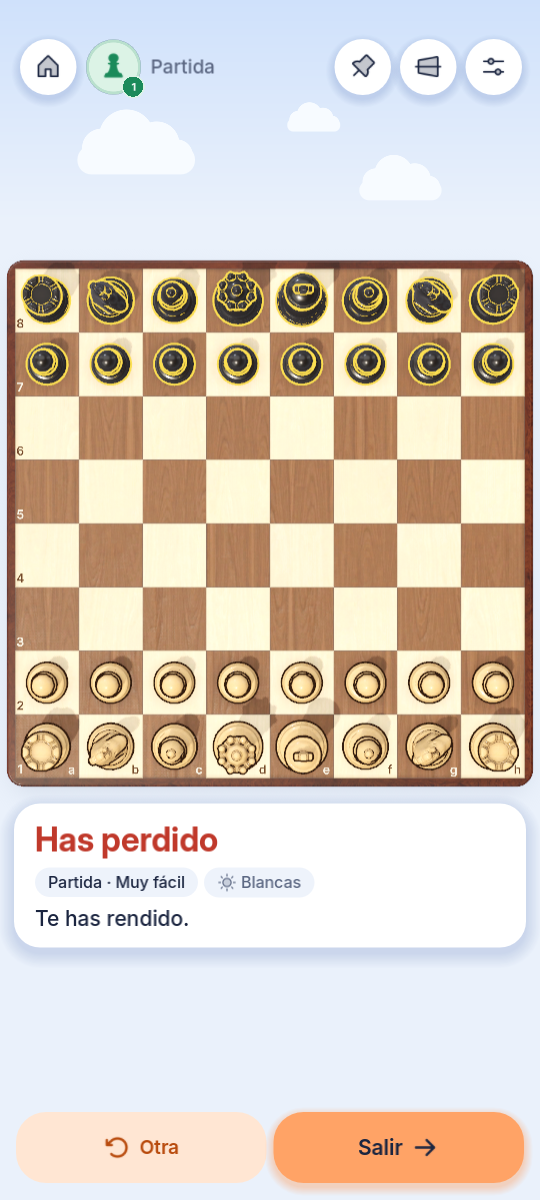 Partida
1
8
7
6
5
4
3
2
1 a b c d e f g h
Has perdido
Partida · Muy fácil
Blancas
Te has rendido.
Otra
Salir